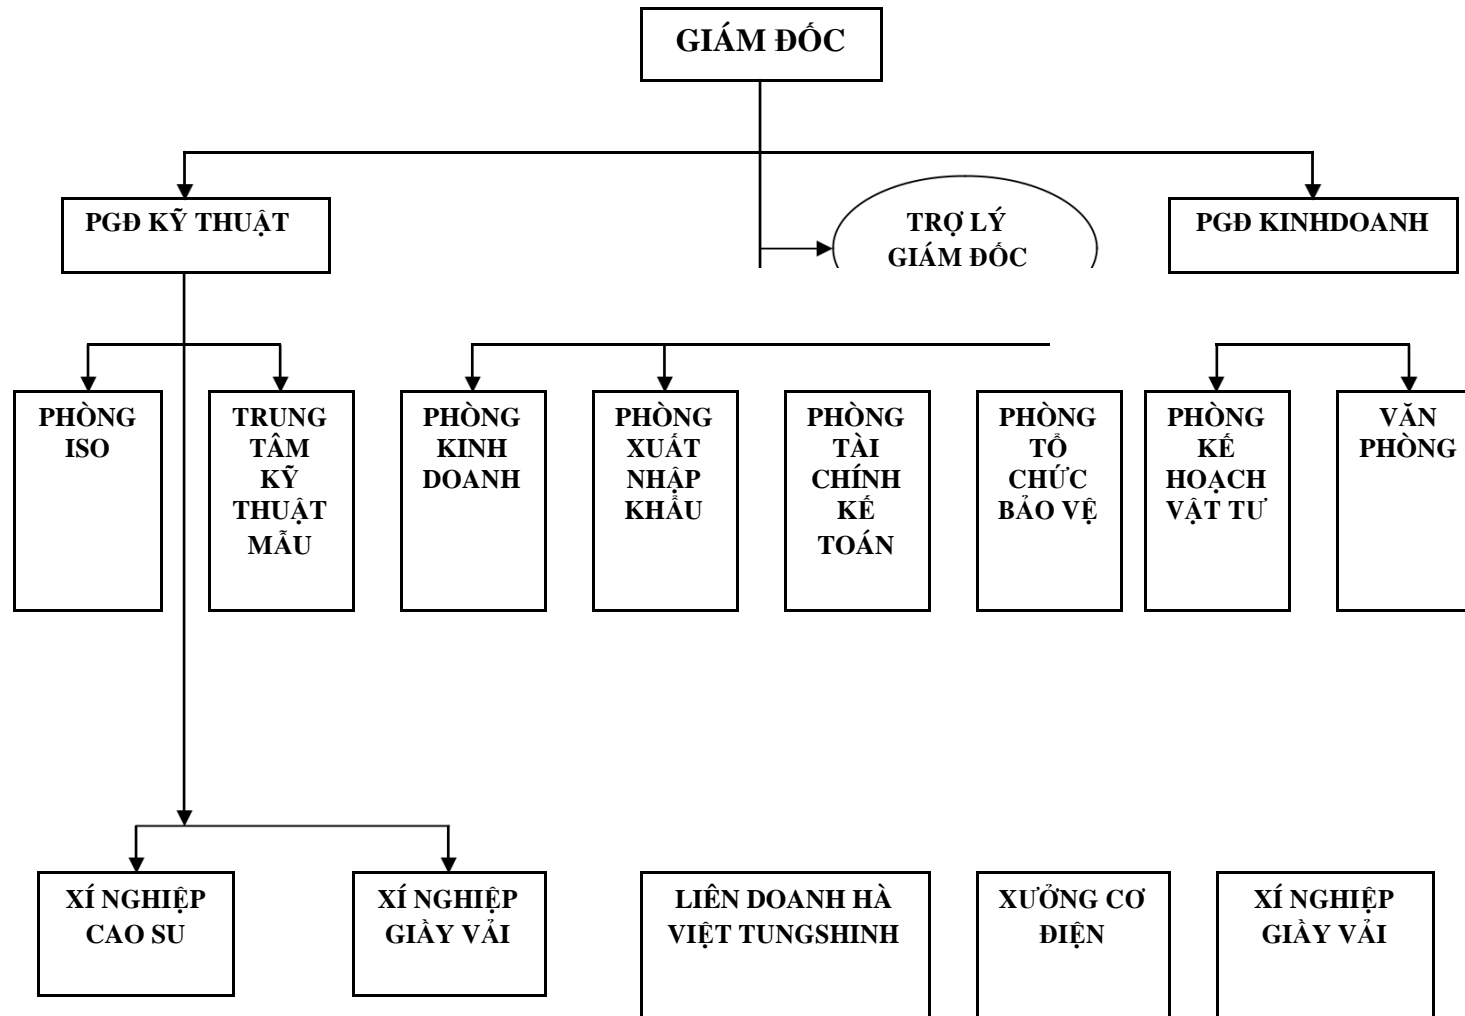 GIÁM ĐỐC
PGĐ KỸ THUẬT
TRỢ LÝ
GIÁM ĐỐC
PGĐ KINHDOANH
PHÒNG
ISO
TRUNG
TÂM
KỸ
THUẬT
MẪU
PHÒNG
KINH
DOANH
PHÒNG
XUẤT
NHẬP
KHẨU
PHÒNG
TÀI
CHÍNH
KẾ
TOÁN
PHÒNG
TỔ
CHỨC
BẢO VỆ
PHÒNG
KẾ
HOẠCH
VẬT TƯ
VĂN
PHÒNG
XÍ NGHIỆP
CAO SU
XÍ NGHIỆP
GIẦY VẢI
LIÊN DOANH HÀ
VIỆT TUNGSHINH
XƯỞNG CƠ
ĐIỆN
XÍ NGHIỆP
GIẦY VẢI